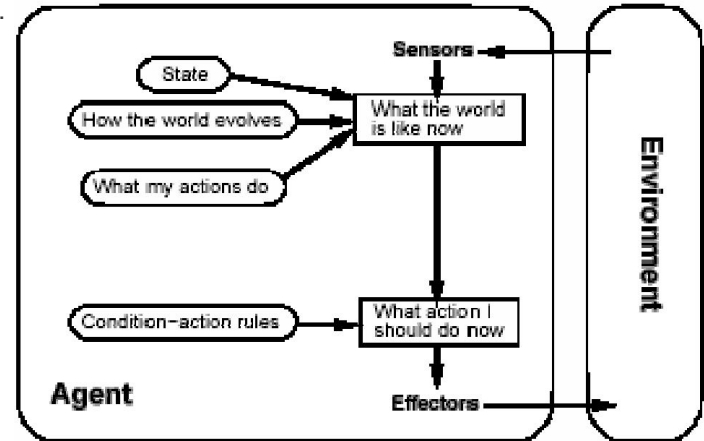 Sensors
State
What the world
is like now
How the world evolves
What my actions do
Environment
What action I
should do now
Condition-action rules
Agent
Effectors